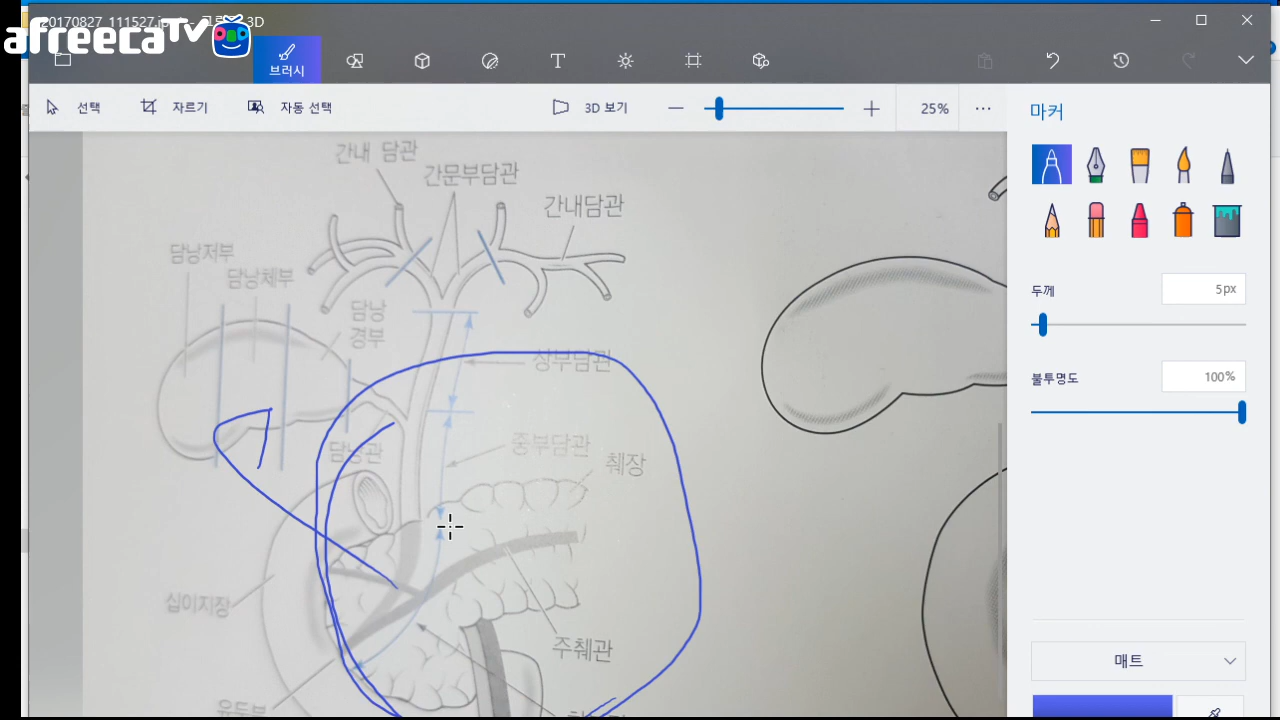 20170827_111527.jp
3D
afreecaTV
브러시
선택
자르기
자동 선택
3D 보기
25%
마커
두께
5px
불투명도
100%
매트
간내 담관
간문부담관
간내담관
담낭저부
담낭체부
담낭
경부
상부담관
중부담관
담낭관
췌장
십이지장
주췌관
유두부